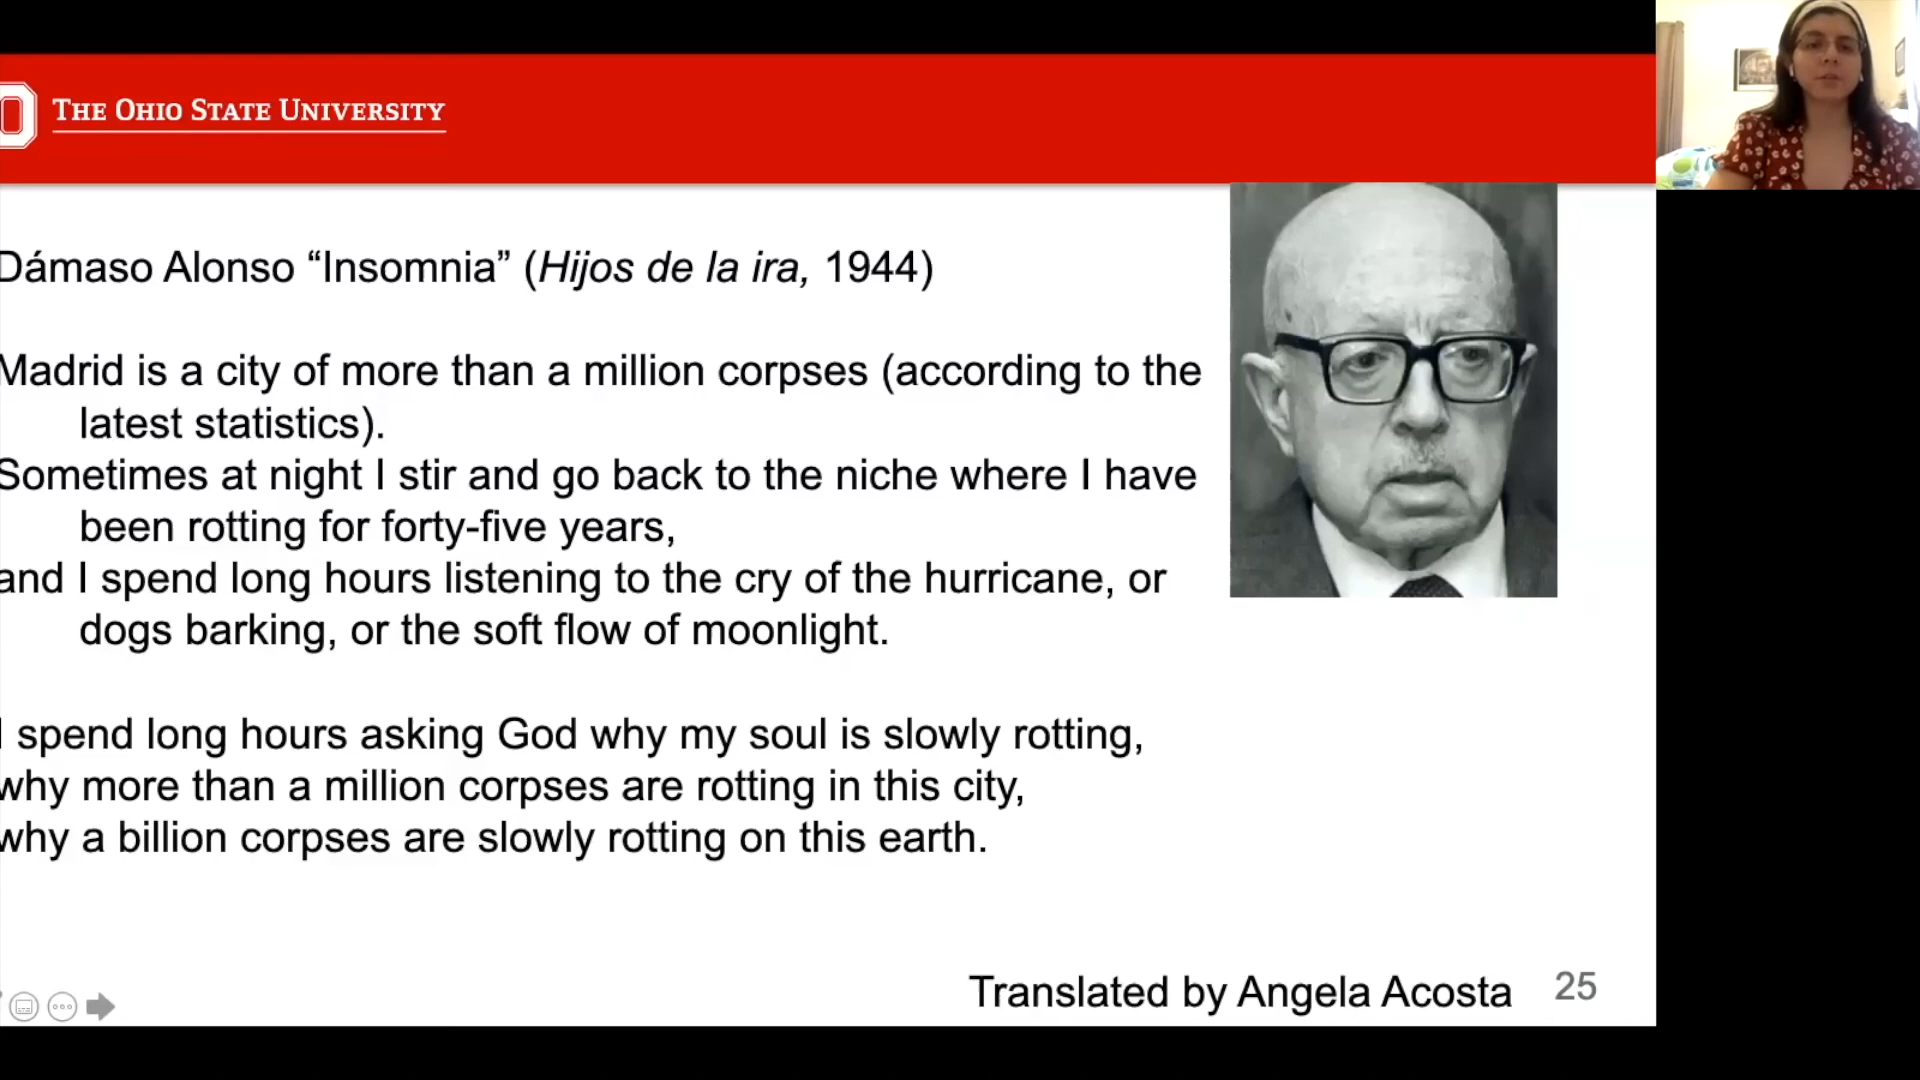 THE OHIO STATE UNIVERSITY
Dámaso Alonso “Insomnia” (Hijos de la ira, 1944)
Madrid is a city of more than a million corpses (according to the
latest statistics).
Sometimes at night I stir and go back to the niche where I have
been rotting for forty-five years,
and I spend long hours listening to the cry of the hurricane, or
dogs barking, or the soft flow of moonlight.
I spend long hours asking God why my soul is slowly rotting,
why more than a million corpses are rotting in this city,
why a billion corpses are slowly rotting on this earth.
Translated by Angela Acosta
25